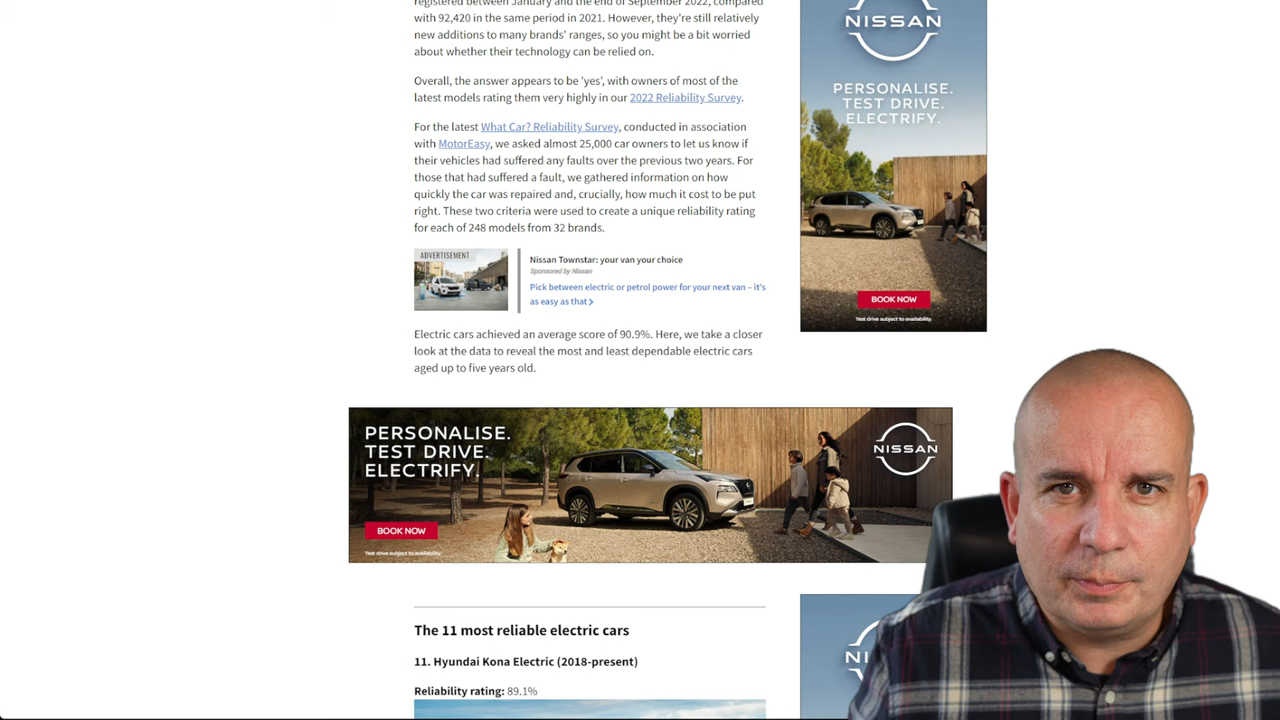 registered between January and the end of September 2022, compared
with 92,420 in the same period in 2021. However, they're still relatively
new additions to many brands' ranges, so you might be a bit worried
about whether their technology can be relied on.
Overall, the answer appears to be 'yes', with owners of most of the
latest models rating them very highly in our 2022 Reliability Survey.
For the latest What Car? Reliability Survey, conducted in association
with MotorEasy, we asked almost 25,000 car owners to let us know if
their vehicles had suffered any faults over the previous two years. For
those that had suffered a fault, we gathered information on how
quickly the car was repaired and, crucially, how much it cost to be put
right. These two criteria were used to create a unique reliability rating
for each of 248 models from 32 brands.
ADVERTISEMENT
Nissan Townstar: your van your choice
Sponsored by Nissan
Pick between electric or petrol power for your next van – it's
as easy as that
Electric cars achieved an average score of 90.9%. Here, we take a closer
look at the data to reveal the most and least dependable electric cars
aged up to five years old.
NISSAN
PERSONALISE.
TEST DRIVE.
ELECTRIFY.
BOOK NOW
Test drive subject to availability.
PERSONALISE.
TEST DRIVE.
ELECTRIFY.
NISSAN
BOOK NOW
Test drive subject to availability.
The 11 most reliable electric cars
11. Hyundai Kona Electric (2018-present)
Reliability rating: 89.1%
NI